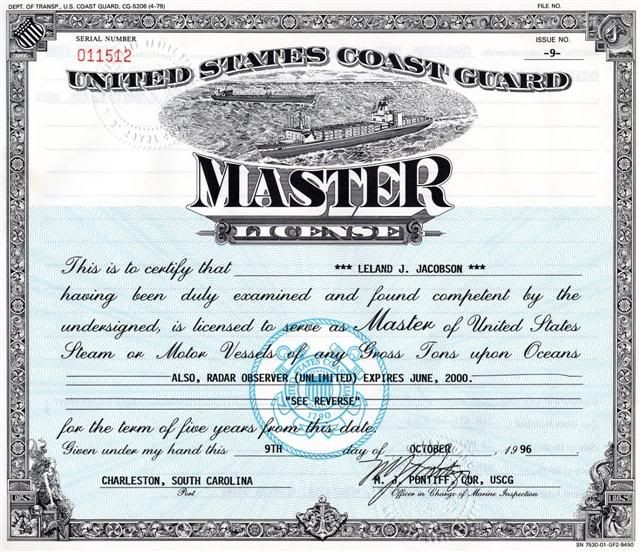 DEPT. OF TRANSP., U.S. COAST GUARD, CG-5206 (4-79)
FILE NO.
SERIAL NUMBER
011512
ISSUE NO.
-9-
UNITED STATES COAST GUARD
MASTER
LICENSE
This is to certify that *** LELAND J. JACOBSON ***
having been duly examined and found competent by the
undersigned, is licensed to serve as Master of United States
Steam or Motor Vessels of any Gross Tons upon Oceans
ALSO, RADAR OBSERVER (UNLIMITED) EXPIRES JUNE, 2000.
"SEE REVERSE"
UNITED STATES COAST GUARD
1790
for the term of five years from this date.
Given under my hand this 9TH day of OCTOBER, 1996
CHARLESTON, SOUTH CAROLINA
Port
M. J. PONTIFF, CDR, USCG
Officer in Charge of Marine Inspection
U.S.
U.S.
SN 7530-01-GF2-9450